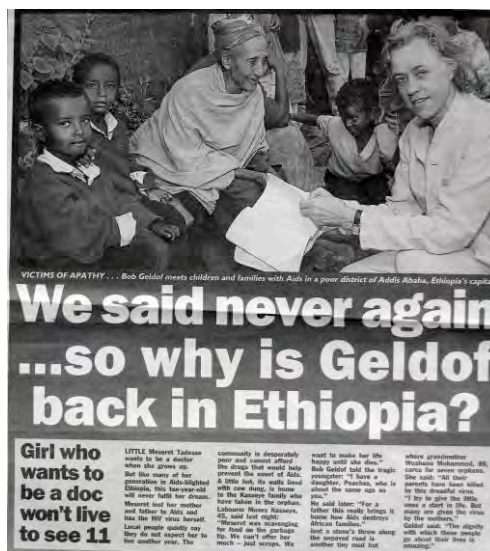 VICTIMS OF APATHY . . . Bob Geldof meets children and families with Aids in a poor district of Addis Ababa, Ethiopia's capita
We said never again
...so why is Geldof
back in Ethiopia?
Girl who
wants to
be a doc
won't live
to see 11
LITTLE Meseret Tadesse
wants to be a doctor
when she grows up.
But like many of her
generation in Aids-blighted
Ethiopia, this ten-year-old
will never fulfil her dream.
Meseret lost her mother
and father to Aids and
has the HIV virus herself.
Local people quietly say
they do not expect her to
live another year. The
community is desperately
poor and cannot afford
the drugs that would help
prevent the onset of Aids.
A little hut, its walls lined
with cow dung, is home
to the Kasseye family who
have taken in the orphan.
Labourer Manes Kasseye,
45, said last night:
"Meseret was scavenging
for food on the garbage
tip. We can't offer her
much — just scraps. We
want to make her life
happy until she dies."
Bob Geldof told the tragic
youngster: "I have a
daughter, Peaches, who is
about the same age as
you."
He said later: "For a
father this really brings it
home how Aids destroys
African families."
Just a stone's throw along
the unpaved road is
another tiny mud hut
where grandmother
Mohammed, 80,
cares for seven orphans.
She said: "All their
parents have been killed
by this dreadful virus.
"I try to give the little
ones a start in life. But
many are given the virus
by the mothers."
Geldof said: "The dignity
with which these people
go about their lives is
amazing."